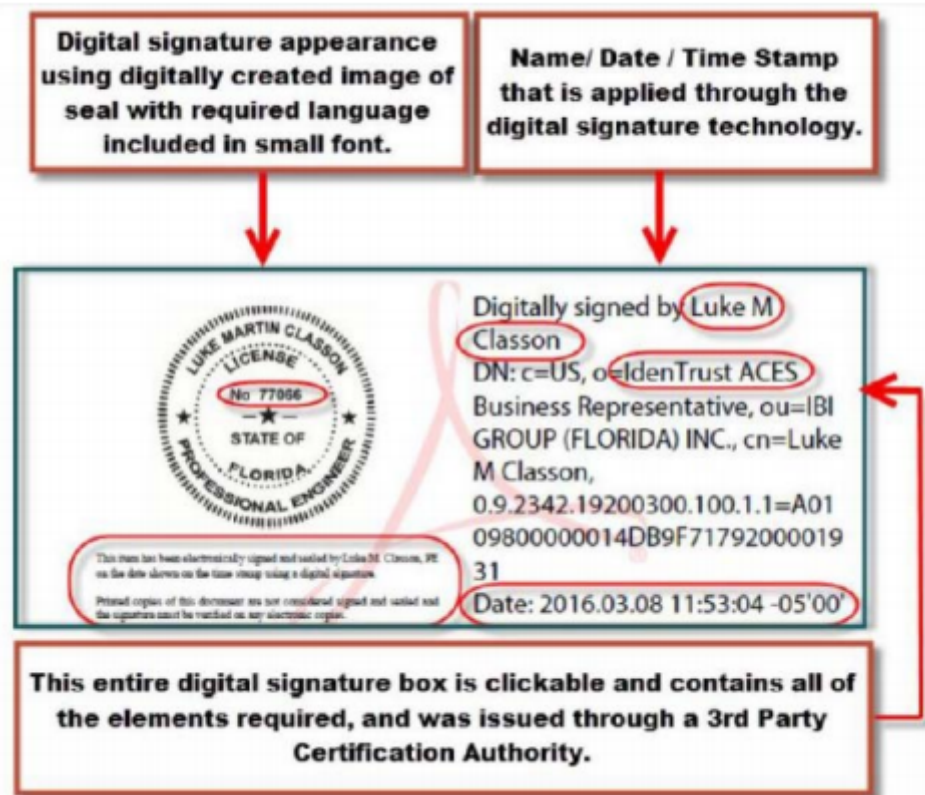 Digital signature appearance
using digitally created image of
seal with required language
included in small font.
Name/ Date / Time Stamp
that is applied through the
digital signature technology.
LUKE MARTIN CLASSON
LICENSE
No 77066
STATE OF
FLORIDA
PROFESSIONAL ENGINEER
This item has been electronically signed and sealed by Luke M. Classon, PE
on the date shown on the time stamp using a digital signature.
Printed copies of this document are not considered signed and sealed and
the signature must be verified on any electronic copies.
Digitally signed by Luke M
Classon
DN: c=US, o=IdenTrust ACES
Business Representative, ou=IBI
GROUP (FLORIDA) INC., cn=Luke
M Classon,
0.9.2342.19200300.100.1.1=A01
09800000014DB9F71792000019
31
Date: 2016.03.08 11:53:04 -05'00'
This entire digital signature box is clickable and contains all of
the elements required, and was issued through a 3rd Party
Certification Authority.